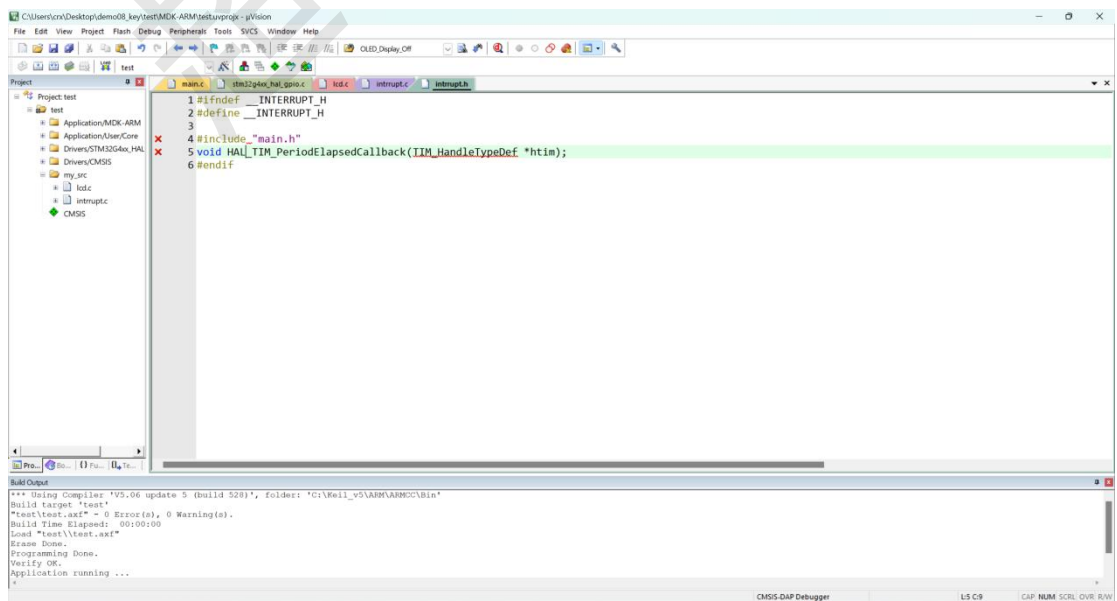 C:\Users\crx\Desktop\demo08_key\test\MDK-ARM\test.uvprojx - µVision
File Edit View Project Flash Debug Peripherals Tools SVCS Window Help
OLED_Display_Off
test
Project
main.c stm32g4xx_hal_gpio.c lcd.c intrrupt.c intrrupt.h
Project: test
test
Application/MDK-ARM
Application/User/Core
Drivers/STM32G4xx_HAL
Drivers/CMSIS
my_src
lcd.c
intrrupt.c
CMSIS
1 #ifndef __INTERRUPT_H
2 #define __INTERRUPT_H
3
4 #include "main.h"
5 void HAL_TIM_PeriodElapsedCallback(TIM_HandleTypeDef *htim);
6 #endif
Pro... Bo... {} Fu... Te...
Build Output
*** Using Compiler 'V5.06 update 5 (build 528)', folder: 'C:\Keil_v5\ARM\ARMCC\Bin'
Build target 'test'
"test\test.axf" - 0 Error(s), 0 Warning(s).
Build Time Elapsed: 00:00:00
Load "test\\test.axf"
Erase Done.
Programming Done.
Verify OK.
Application running ...
CMSIS-DAP Debugger L:5 C:9 CAP NUM SCRL OVR R/W